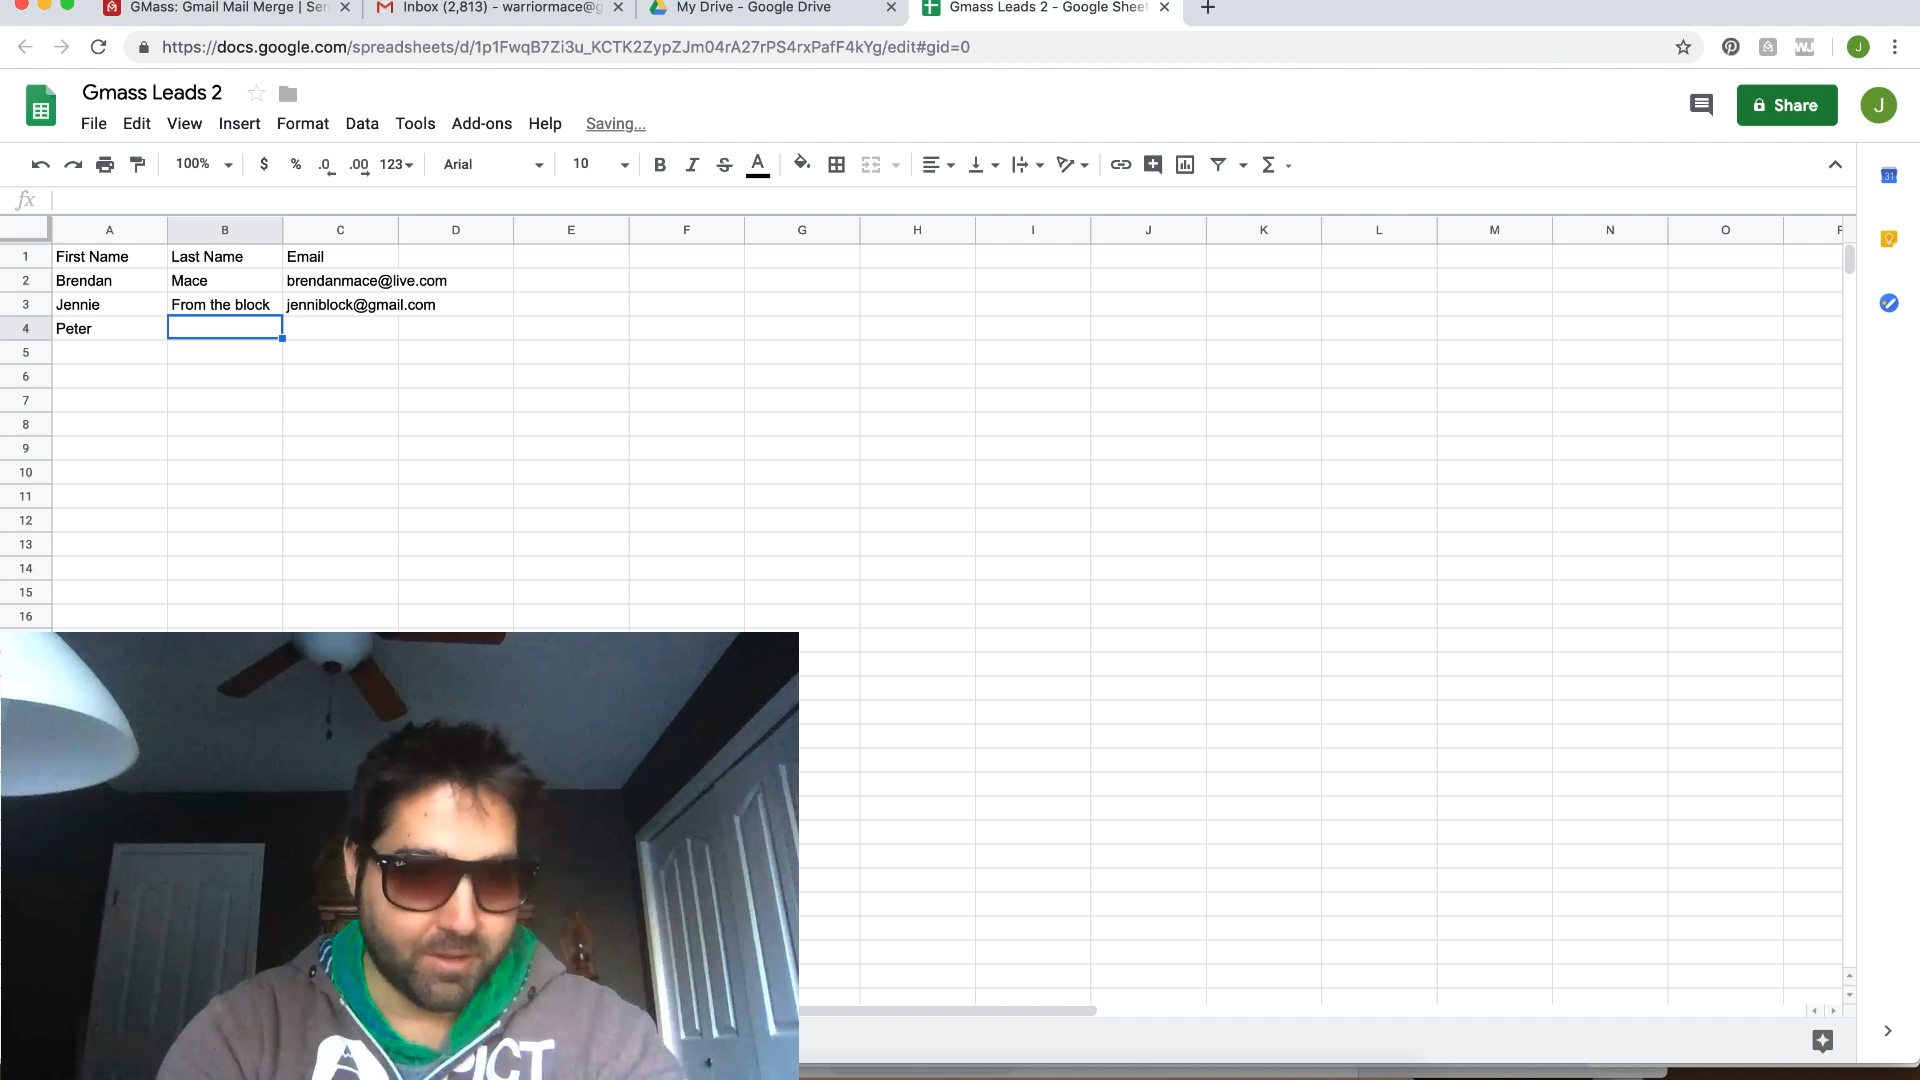 GMass: Gmail Mail Merge | Sen
Inbox (2,813) - warriormace@g
My Drive - Google Drive
Gmass Leads 2 - Google Sheet
https://docs.google.com/spreadsheets/d/1p1FwqB7Zi3u_KCTK2ZypZJm04rA27rPS4rxPafF4kYg/edit#gid=0
WJ
J
Gmass Leads 2
Share
J
File Edit View Insert Format Data Tools Add-ons Help Saving...
100% $ % .0 .00 123 Arial 10 B I S A Σ
31
fx
A B C D E F G H I J K L M N O
1 First Name Last Name Email
2 Brendan Mace brendanmace@live.com
3 Jennie From the block jenniblock@gmail.com
4 Peter
5
6
7
8
9
10
11
12
13
14
15
16